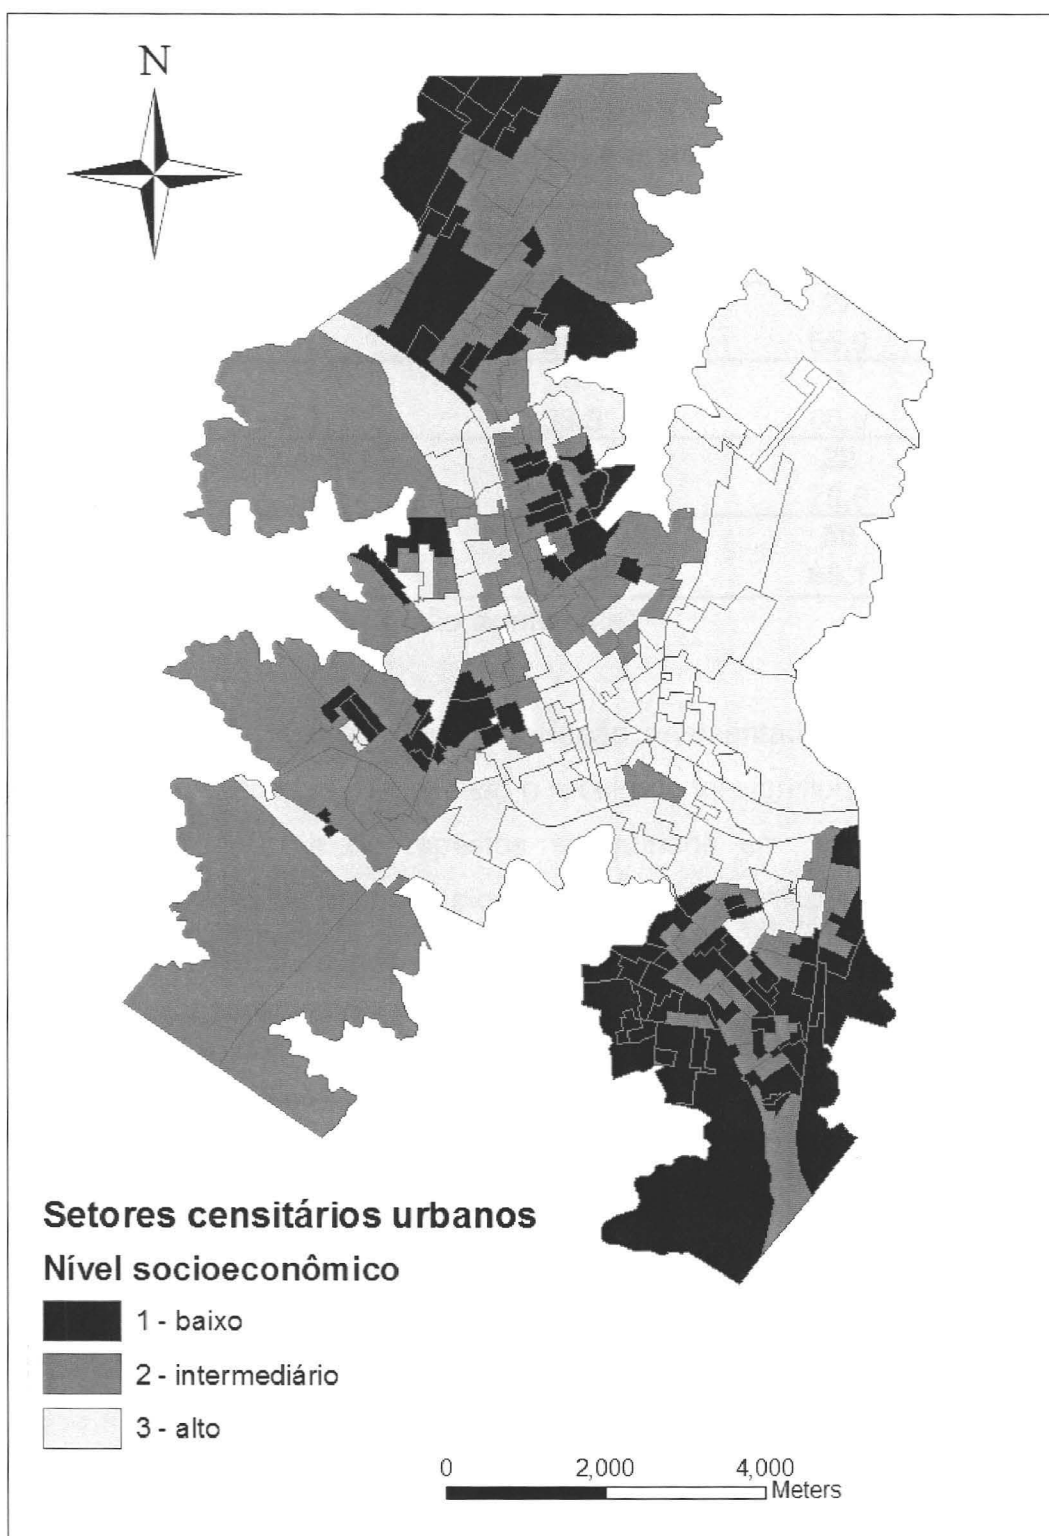 N
Setores censitários urbanos
Nível socioeconômico
1 - baixo
2 - intermediário
3 - alto
0 2,000 4,000
Meters